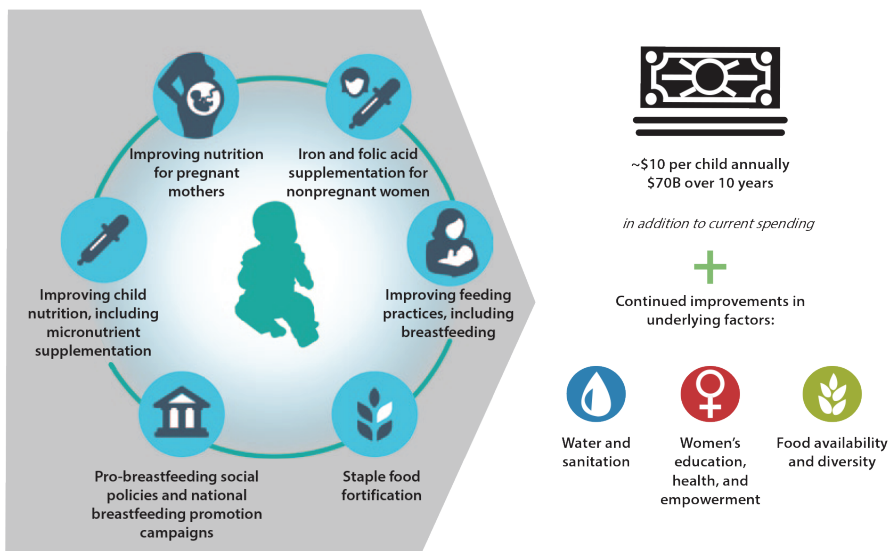 Improving nutrition
for pregnant
mothers
Iron and folic acid
supplementation for
nonpregnant women
Improving child
nutrition, including
micronutrient
supplementation
Improving feeding
practices, including
breastfeeding
Pro-breastfeeding social
policies and national
breastfeeding promotion
campaigns
Staple food
fortification
~$10 per child annually
$70B over 10 years
in addition to current spending
+
Continued improvements in
underlying factors:
Water and
sanitation
Women’s
education,
health, and
empowerment
Food availability
and diversity